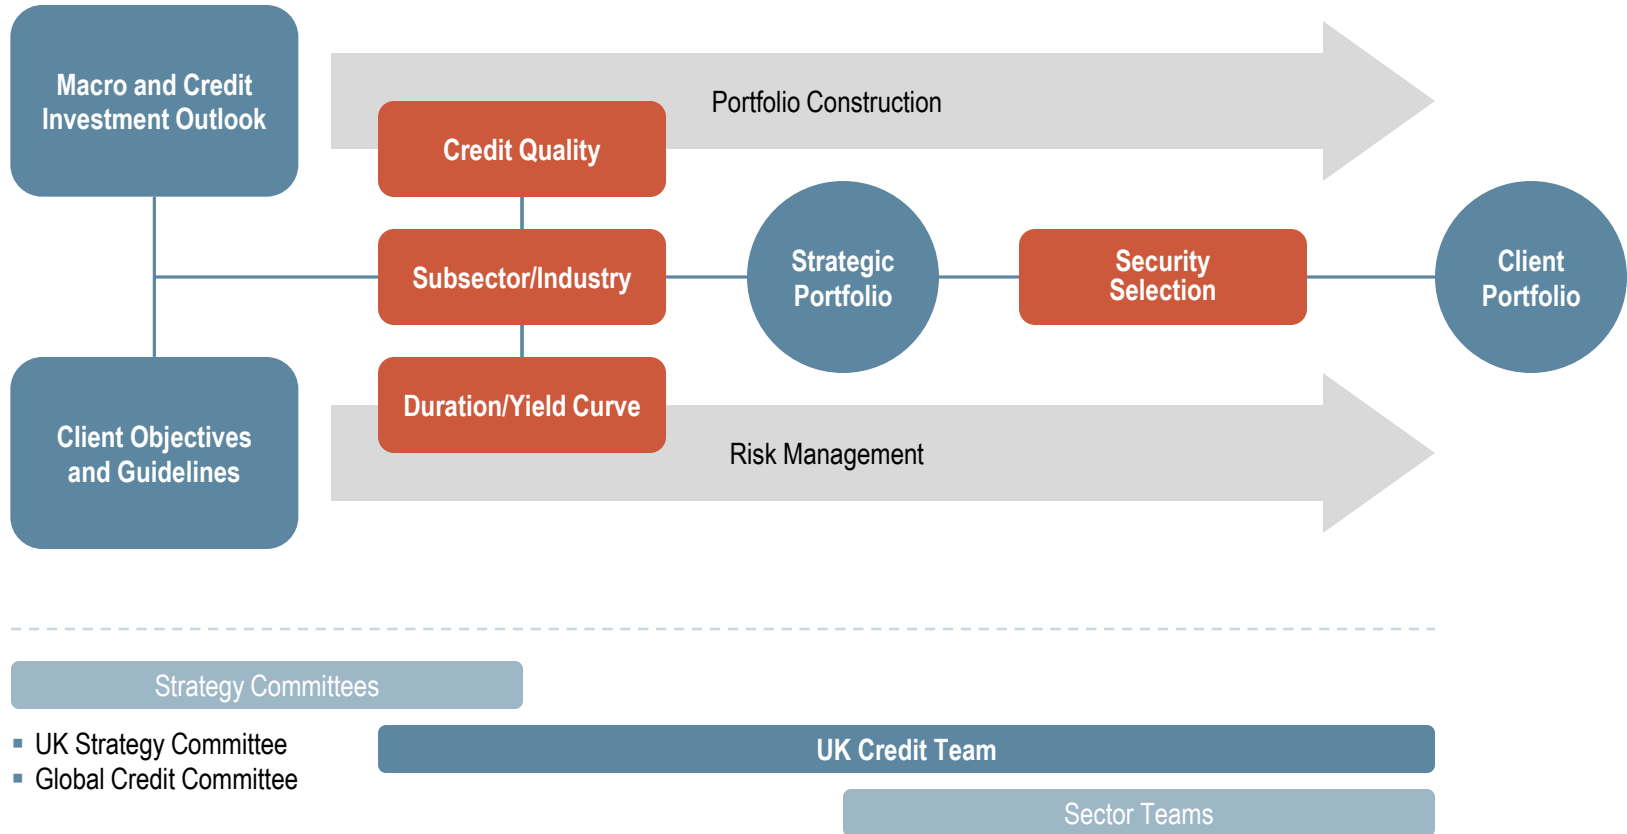 Macro and Credit
Investment Outlook
Portfolio Construction
Credit Quality
Subsector/Industry
Strategic
Portfolio
Security
Selection
Client
Portfolio
Duration/Yield Curve
Client Objectives
and Guidelines
Risk Management
Strategy Committees
▪ UK Strategy Committee
▪ Global Credit Committee
UK Credit Team
Sector Teams